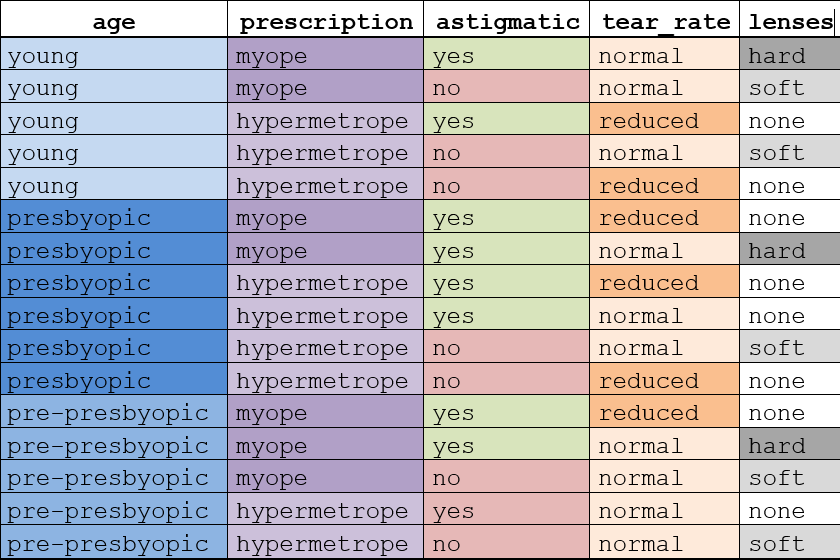 age prescription astigmatic tear_rate lenses
young myope yes normal hard
young myope no normal soft
young hypermetrope yes reduced none
young hypermetrope no normal soft
young hypermetrope no reduced none
presbyopic myope yes reduced none
presbyopic myope yes normal hard
presbyopic hypermetrope yes reduced none
presbyopic hypermetrope yes normal none
presbyopic hypermetrope no normal soft
presbyopic hypermetrope no reduced none
pre-presbyopic myope yes reduced none
pre-presbyopic myope yes normal hard
pre-presbyopic myope no normal soft
pre-presbyopic hypermetrope yes normal none
pre-presbyopic hypermetrope no normal soft